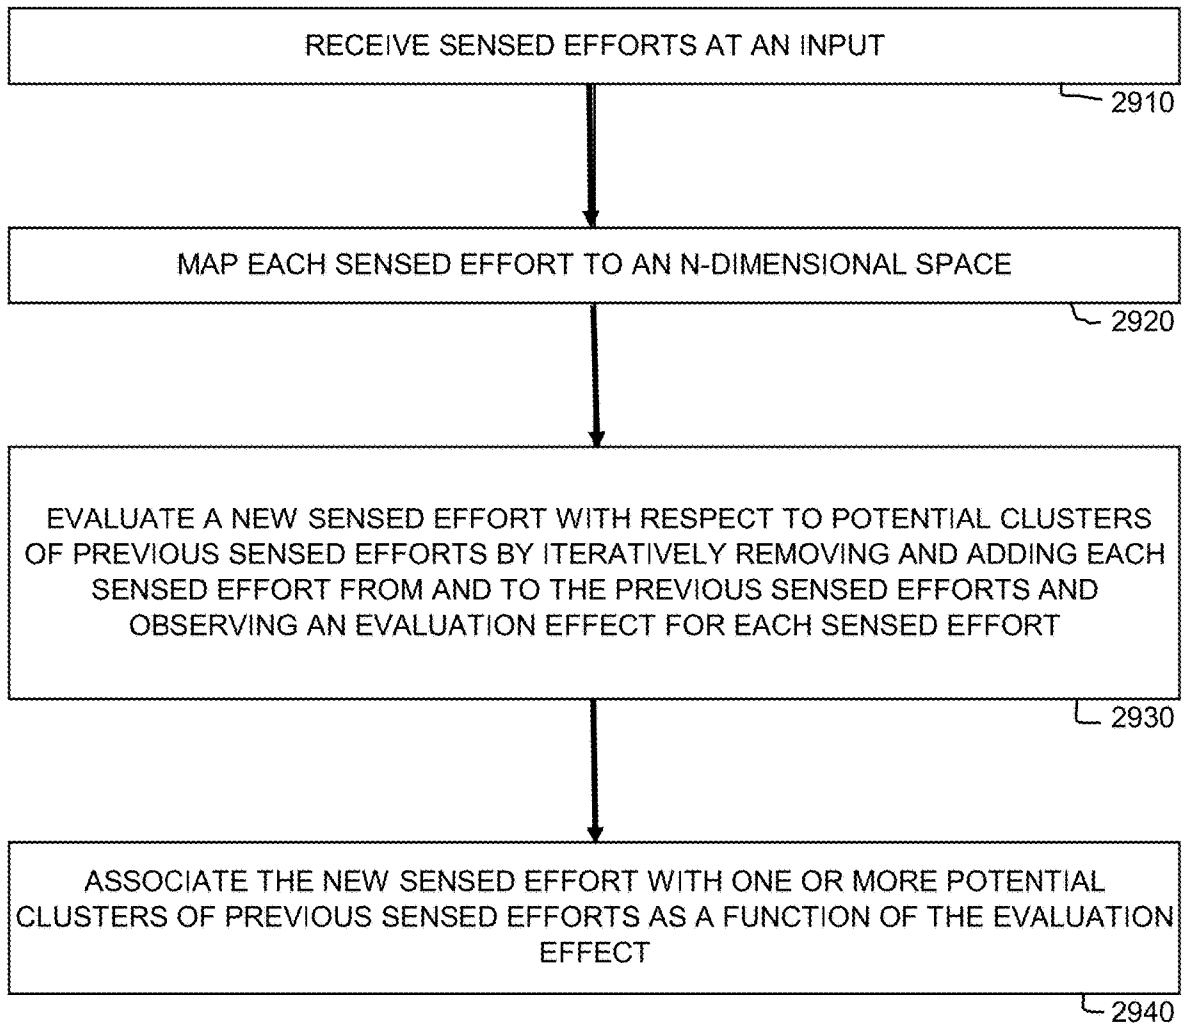 RECEIVE SENSED EFFORTS AT AN INPUT
2910
MAP EACH SENSED EFFORT TO AN N-DIMENSIONAL SPACE
2920
EVALUATE A NEW SENSED EFFORT WITH RESPECT TO POTENTIAL CLUSTERS
OF PREVIOUS SENSED EFFORTS BY ITERATIVELY REMOVING AND ADDING EACH
SENSED EFFORT FROM AND TO THE PREVIOUS SENSED EFFORTS AND
OBSERVING AN EVALUATION EFFECT FOR EACH SENSED EFFORT
2930
ASSOCIATE THE NEW SENSED EFFORT WITH ONE OR MORE POTENTIAL
CLUSTERS OF PREVIOUS SENSED EFFORTS AS A FUNCTION OF THE EVALUATION
EFFECT
2940